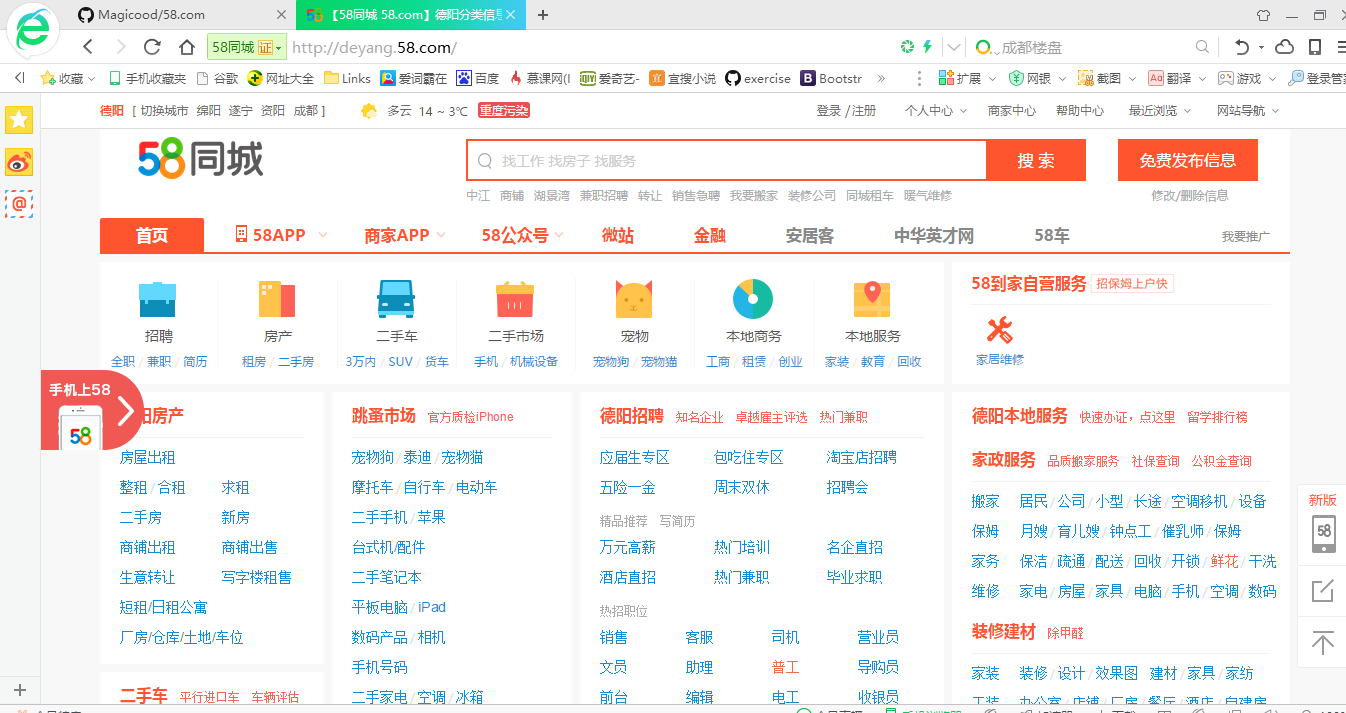 Magicood/58.com
【58同城 58.com】德阳分类信息
58同城 证 http://deyang.58.com/ 成都楼盘
收藏 手机收藏夹 谷歌 网址大全 Links 爱词霸在 百度 慕课网(I 爱奇艺- 宜搜小说 exercise Bootstr » 扩展 网银 截图 翻译 游戏 登录管
德阳 [ 切换城市 绵阳 遂宁 资阳 成都 ] 多云 14 ~ 3℃ 重度污染 登录 / 注册 个人中心 商家中心 帮助中心 最近浏览 网站导航
58同城 找工作 找房子 找服务 搜 索 免费发布信息
中江 商铺 湖景湾 兼职招聘 转让 销售急聘 我要搬家 装修公司 同城租车 暖气维修 修改/删除信息
首页 58APP 商家APP 58公众号 微站 金融 安居客 中华英才网 58车 我要推广
招聘 房产 二手车 二手市场 宠物 本地商务 本地服务
全职 / 兼职 / 简历 租房 / 二手房 3万内 / SUV / 货车 手机 / 机械设备 宠物狗 / 宠物猫 工商 / 租赁 / 创业 家装 / 教育 / 回收
58到家自营服务 招保姆上户快
家居维修
手机上58
58
阳房产
房屋出租
整租 / 合租 求租
二手房 新房
商铺出租 商铺出售
生意转让 写字楼租售
短租/日租公寓
厂房/仓库/土地/车位
二手车 平行进口车 车辆评估
跳蚤市场 官方质检iPhone
宠物狗 / 泰迪 / 宠物猫
摩托车 / 自行车 / 电动车
二手手机 / 苹果
台式机/配件
二手笔记本
平板电脑 / iPad
数码产品 / 相机
手机号码
二手家电 / 空调 / 冰箱
德阳招聘 知名企业 卓越雇主评选 热门兼职
应届生专区 包吃住专区 淘宝店招聘
五险一金 周末双休 招聘会
精品推荐 写简历
万元高薪 热门培训 名企直招
酒店直招 热门兼职 毕业求职
热招职位
销售 客服 司机 营业员
文员 助理 普工 导购员
前台 编辑 电工 收银员
德阳本地服务 快速办证，点这里 留学排行榜
家政服务 品质搬家服务 社保查询 公积金查询
搬家 居民 / 公司 / 小型 / 长途 / 空调移机 / 设备
保姆 月嫂 / 育儿嫂 / 钟点工 / 催乳师 / 保姆
家务 保洁 / 疏通 / 配送 / 回收 / 开锁 / 鲜花 / 干洗
维修 家电 / 房屋 / 家具 / 电脑 / 手机 / 空调 / 数码
装修建材 除甲醛
家装 装修 / 设计 / 效果图 建材 / 家具 / 家纺
工装 办公室 / 店铺 / 厂房 / 餐厅 / 酒店 / 自建房
新版
58